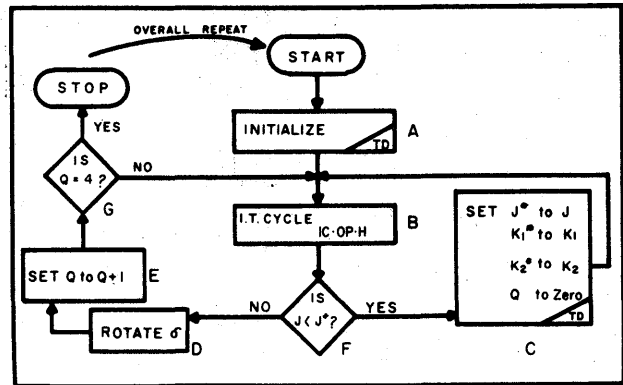 OVERALL REPEAT
START
STOP
INITIALIZE
TD
A
YES
IS
Q = 4 ?
G
NO
I.T. CYCLE
IC·OP·H
B
SET J* to J
K₁* to K₁
K₂* to K₂
Q to Zero
TD
C
SET Q to Q+1
E
IS
J < J* ?
F
NO
YES
ROTATE σ
D